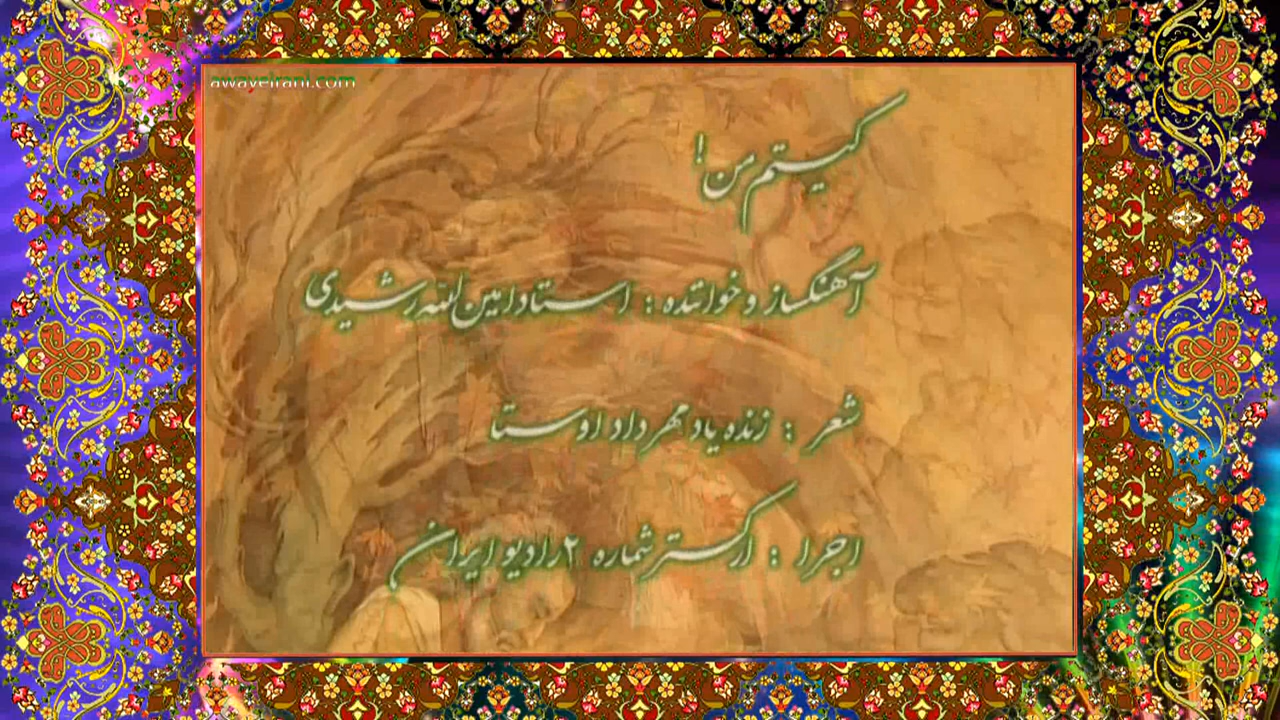 awayeirani.com
کیستم من!
آهنگساز و خواننده : استاد امین الله رشیدی
شعر : زنده یاد مهرداد اوستا
اجرا : ارکستر شماره ۲ رادیو ایران